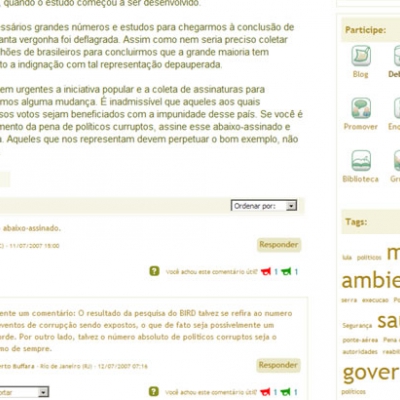 , quando o estudo começou a ser desenvolvido.
ssários grandes números e estudos para chegarmos à conclusão de
anta vergonha foi deflagrada. Assim como nem seria preciso coletar
hões de brasileiros para concluirmos que a grande maioria tem
to a indignação com tal representação depauperada.
em urgentes a iniciativa popular e a coleta de assinaturas para
mos alguma mudança. É inadmissível que aqueles aos quais
sos votos sejam beneficiados com a impunidade desse país. Se você é
mento da pena de políticos curruptos, assine esse abaixo-assinado e
. Aqueles que nos representam devem perpetuar o bom exemplo, não
Ordenar por:
abaixo-assinado.
) - 11/07/2007 15:00
Responder
você achou este comentário útil? 1 1
ente um comentário: O resultado da pesquisa do BIRD talvez se refira ao numero
eventos de corrupção sendo expostos, o que de fato seja possivelmente um
orde. Por outro lado, talvez o número absoluto de políticos corruptos seja o
mo de sempre.
rto Buffara - Rio de Janeiro (RJ) - 12/07/2007 07:16
Responder
otar
você achou este comentário útil? 1 1
Participe:
Blog
De
Promover
En
Biblioteca
Gr
Tags:
lula políticos m
ambie
serra execucao Po
Segurança sa
ponte-aérea Pena
autoridades reabil
gover
políticos